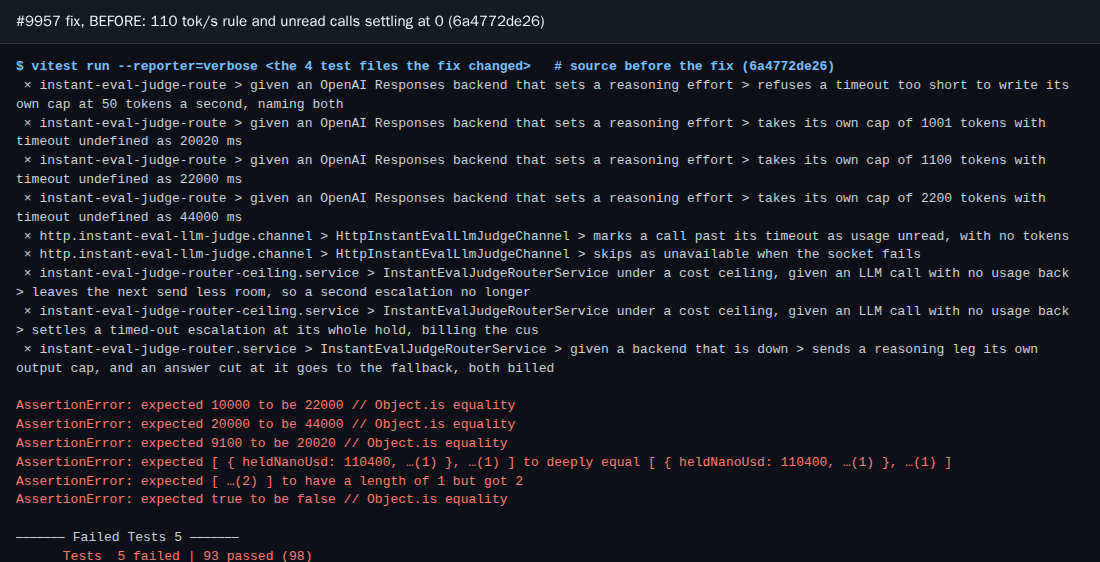 #9957 fix, BEFORE: 110 tok/s rule and unread calls settling at 0 (6a4772de26)
$ vitest run --reporter=verbose <the 4 test files the fix changed>   # source before the fix (6a4772de26)
× instant-eval-judge-route > given an OpenAI Responses backend that sets a reasoning effort > refuses a timeout too short to write its
own cap at 50 tokens a second, naming both
× instant-eval-judge-route > given an OpenAI Responses backend that sets a reasoning effort > takes its own cap of 1001 tokens with
timeout undefined as 20020 ms
× instant-eval-judge-route > given an OpenAI Responses backend that sets a reasoning effort > takes its own cap of 1100 tokens with
timeout undefined as 22000 ms
× instant-eval-judge-route > given an OpenAI Responses backend that sets a reasoning effort > takes its own cap of 2200 tokens with
timeout undefined as 44000 ms
× http.instant-eval-llm-judge.channel > HttpInstantEvalLlmJudgeChannel > marks a call past its timeout as usage unread, with no tokens
× http.instant-eval-llm-judge.channel > HttpInstantEvalLlmJudgeChannel > skips as unavailable when the socket fails
× instant-eval-judge-router-ceiling.service > InstantEvalJudgeRouterService under a cost ceiling, given an LLM call with no usage back
> leaves the next send less room, so a second escalation no longer
× instant-eval-judge-router-ceiling.service > InstantEvalJudgeRouterService under a cost ceiling, given an LLM call with no usage back
> settles a timed-out escalation at its whole hold, billing the cus
× instant-eval-judge-router.service > InstantEvalJudgeRouterService > given a backend that is down > sends a reasoning leg its own
output cap, and an answer cut at it goes to the fallback, both billed
AssertionError: expected 10000 to be 22000 // Object.is equality
AssertionError: expected 20000 to be 44000 // Object.is equality
AssertionError: expected 9100 to be 20020 // Object.is equality
AssertionError: expected [ { heldNanoUsd: 110400, …(1) }, …(1) ] to deeply equal [ { heldNanoUsd: 110400, …(1) }, …(1) ]
AssertionError: expected [ …(2) ] to have a length of 1 but got 2
AssertionError: expected true to be false // Object.is equality
——————— Failed Tests 5 ———————
Tests  5 failed | 93 passed (98)